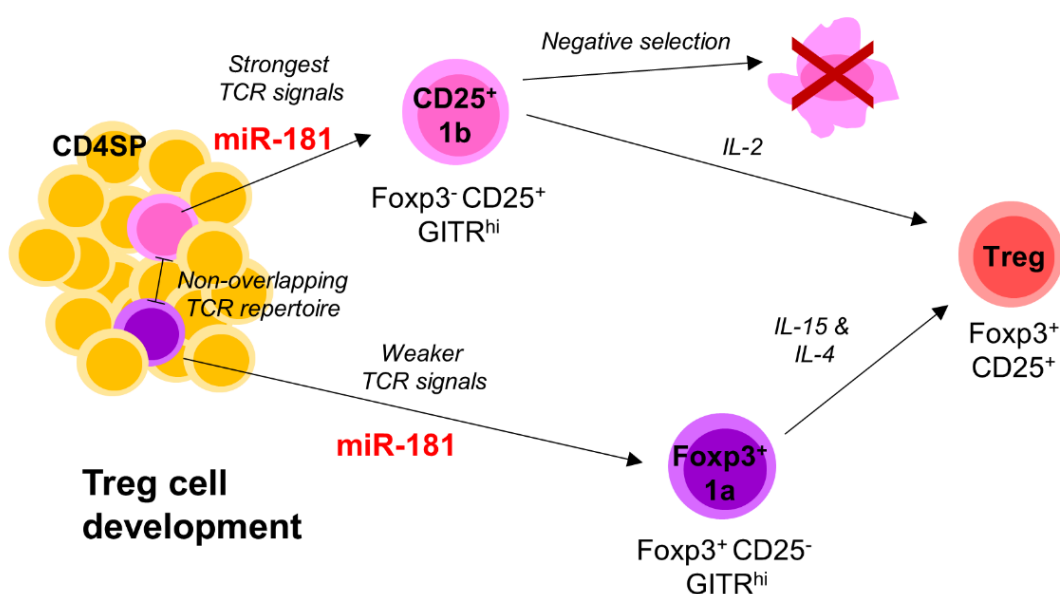 Negative selection
Strongest
TCR signals
miR-181
CD4SP
CD25⁺
1b
IL-2
Foxp3⁻ CD25⁺
GITRʰⁱ
Treg
Non-overlapping
TCR repertoire
IL-15 &
IL-4
Foxp3⁺
CD25⁺
Weaker
TCR signals
miR-181
Foxp3⁺
1a
Treg cell
development
Foxp3⁺ CD25⁻
GITRʰⁱ